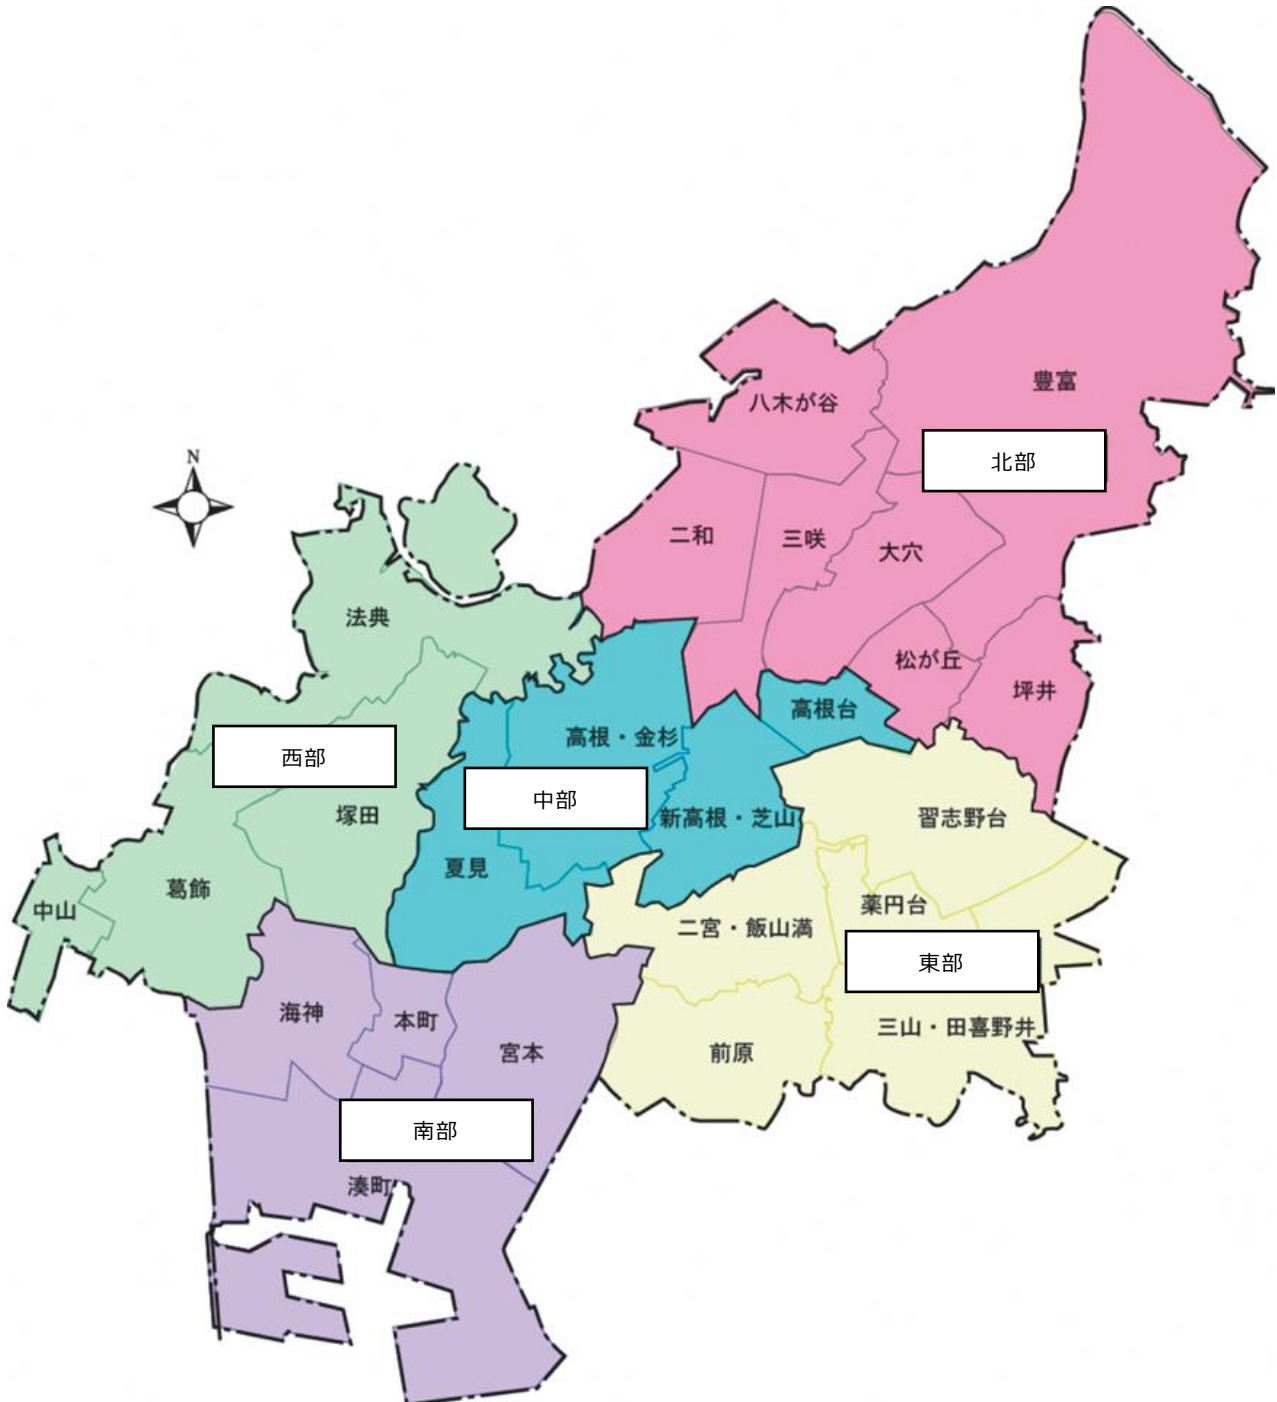 豊富
八木が谷
北部
N
二和
三咲
大穴
法典
松が丘
坪井
高根台
高根・金杉
西部
中部
塚田
新高根・芝山
習志野台
夏見
葛飾
中山
薬円台
二宮・飯山満
東部
海神
本町
三山・田喜野井
宮本
前原
南部
湊町